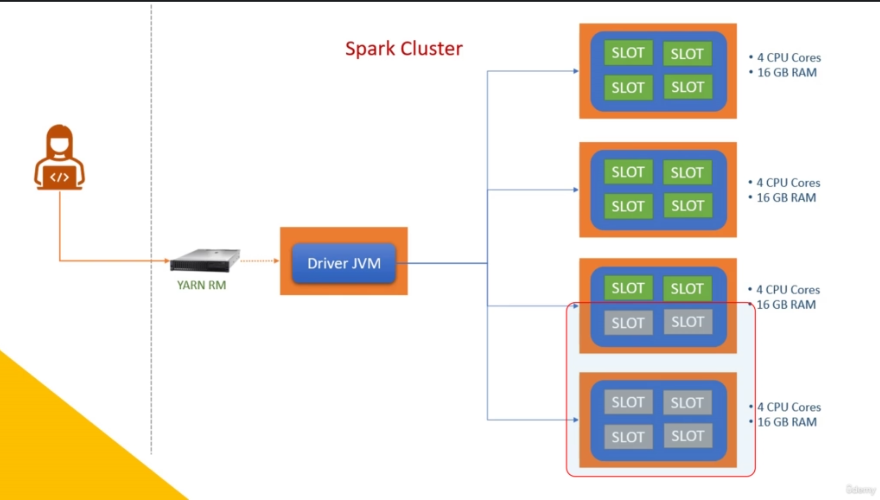 Spark Cluster
SLOT SLOT
SLOT SLOT
• 4 CPU Cores
• 16 GB RAM
SLOT SLOT
SLOT SLOT
• 4 CPU Cores
• 16 GB RAM
</>
YARN RM
Driver JVM
SLOT SLOT
SLOT SLOT
• 4 CPU Cores
• 16 GB RAM
SLOT SLOT
SLOT SLOT
• 4 CPU Cores
• 16 GB RAM
ûdemy